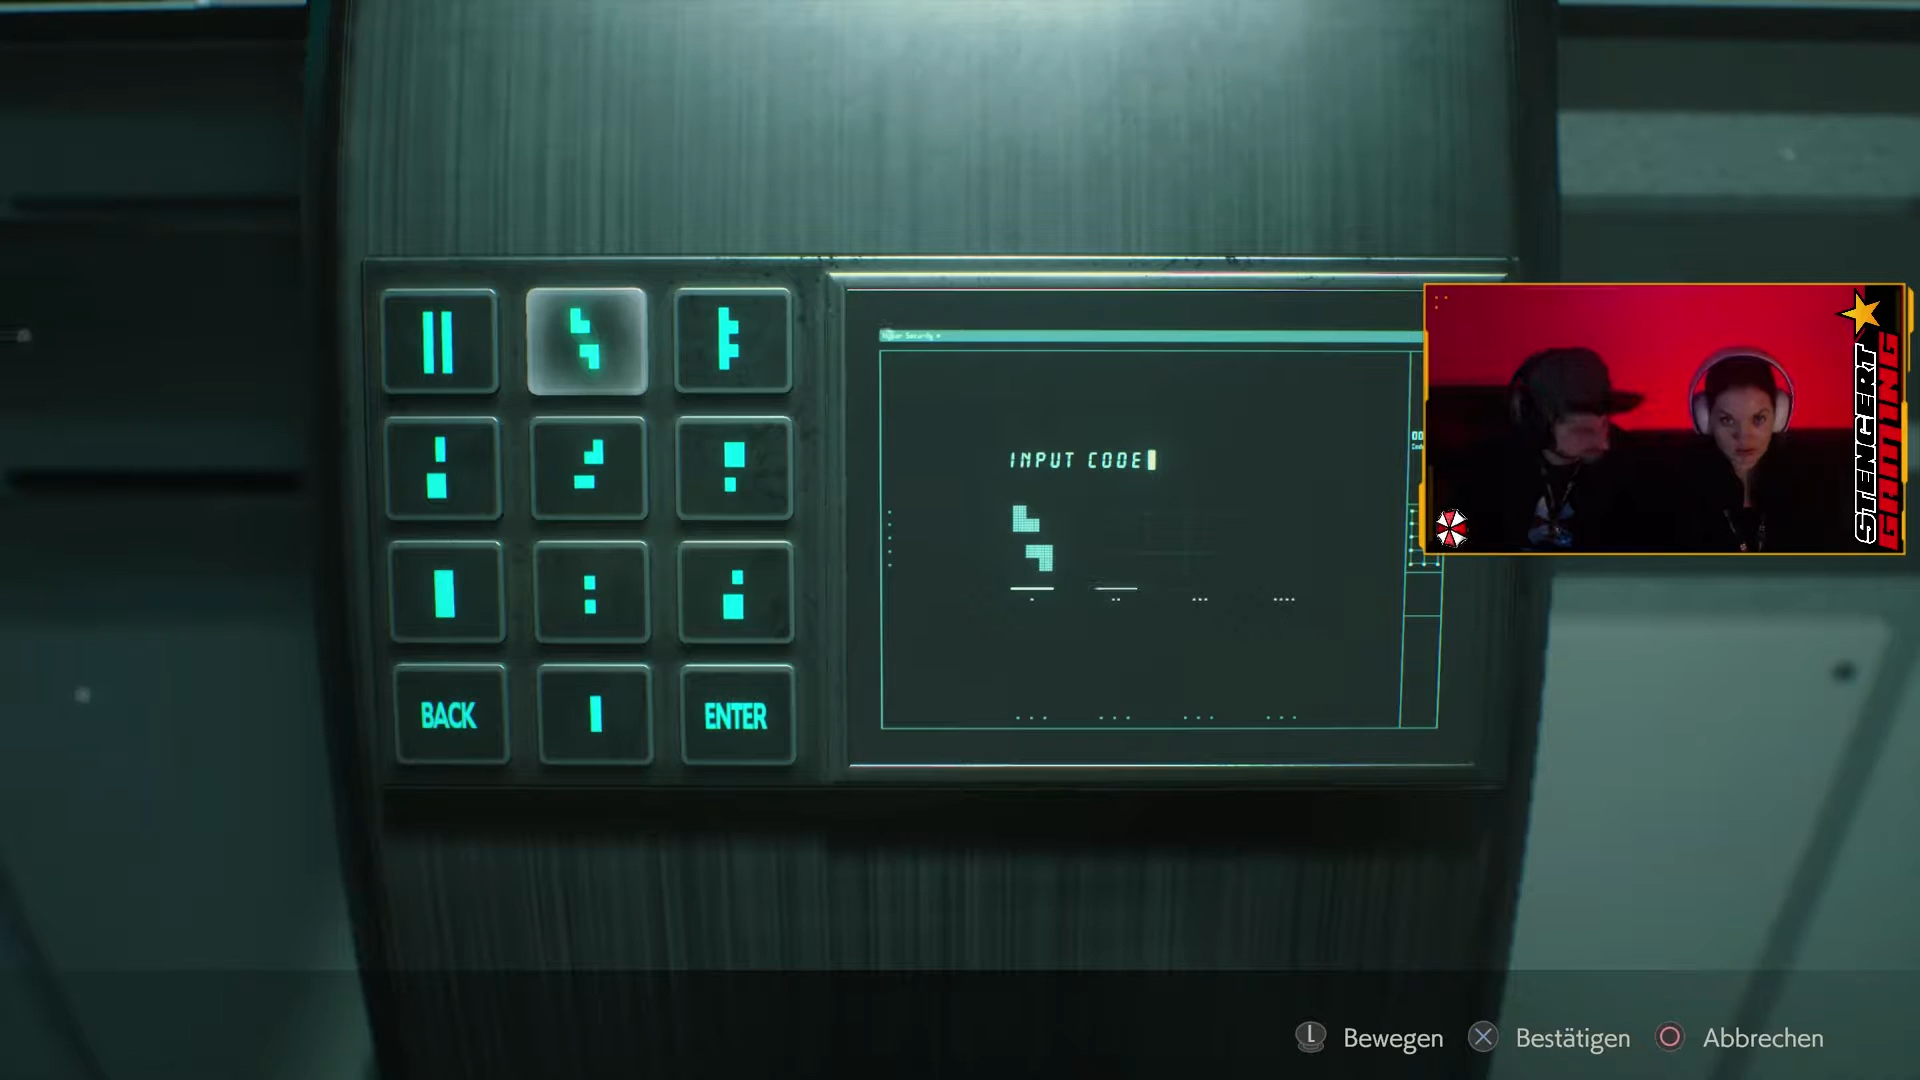 INPUT CODE
BACK
ENTER
STENGERT
GAMING
L Bewegen Bestätigen Abbrechen